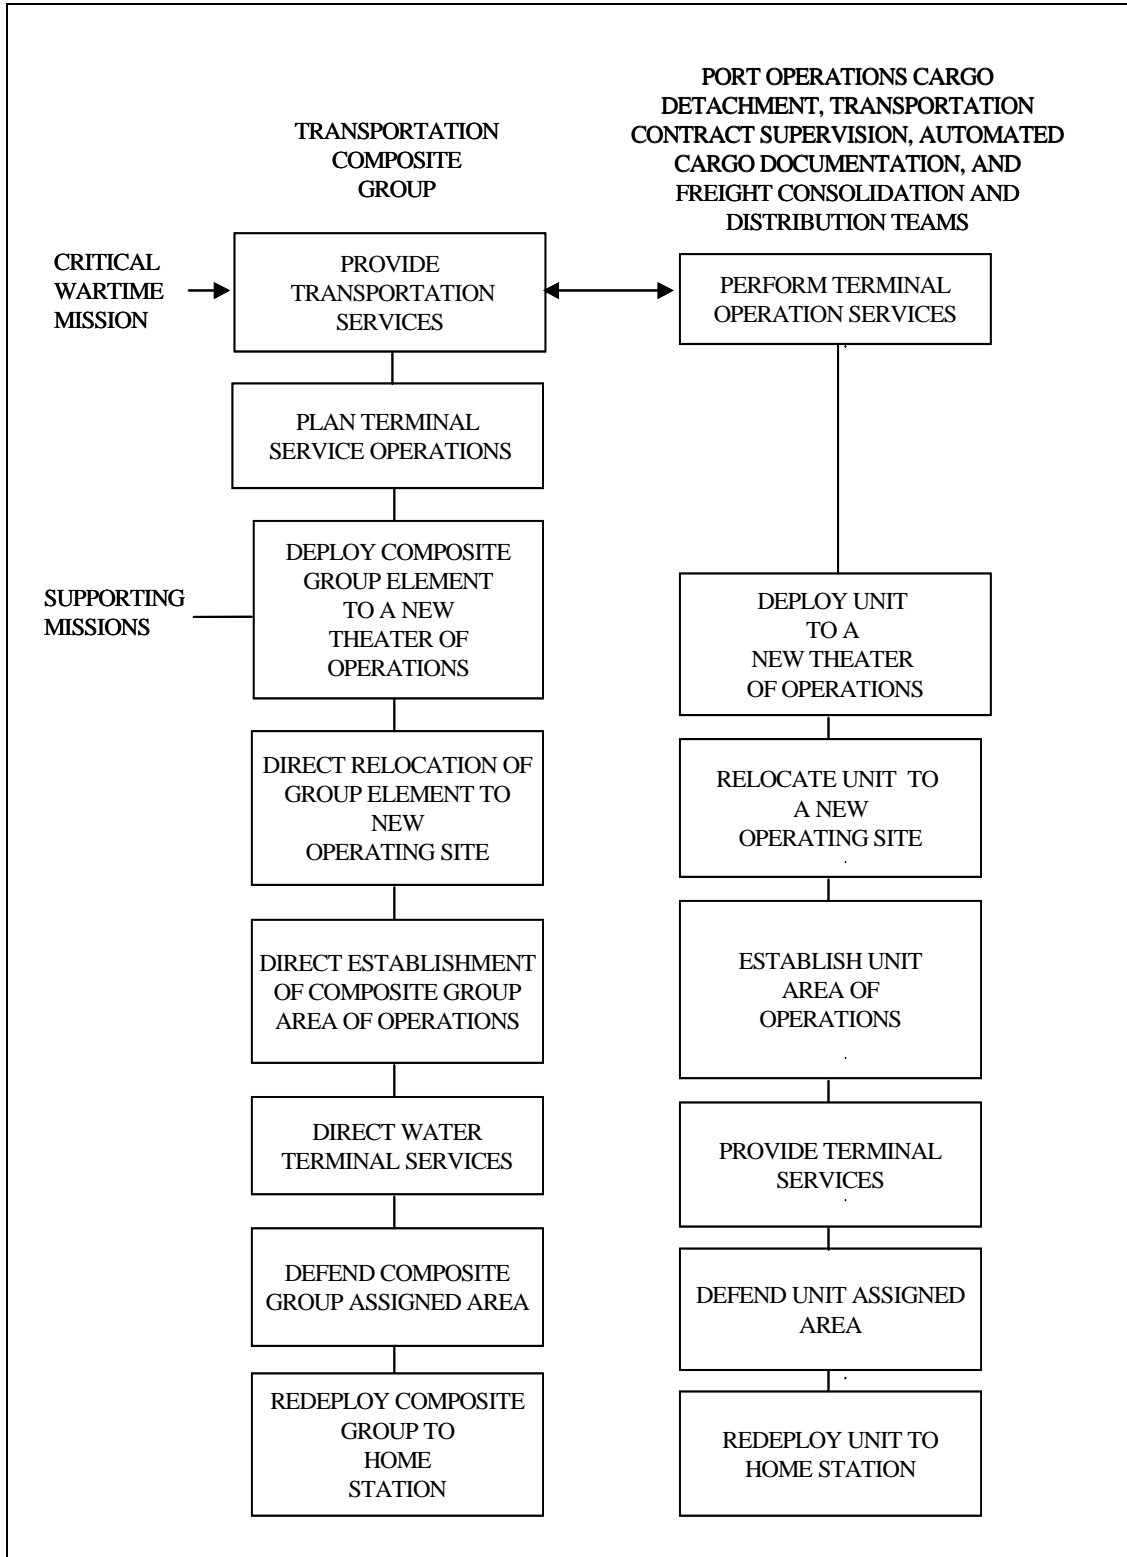 TRANSPORTATION
COMPOSITE
GROUP
PORT OPERATIONS CARGO
DETACHMENT, TRANSPORTATION
CONTRACT SUPERVISION, AUTOMATED
CARGO DOCUMENTATION, AND
FREIGHT CONSOLIDATION AND
DISTRIBUTION TEAMS
CRITICAL
WARTIME
MISSION
PROVIDE
TRANSPORTATION
SERVICES
PERFORM TERMINAL
OPERATION SERVICES
PLAN TERMINAL
SERVICE OPERATIONS
SUPPORTING
MISSIONS
DEPLOY COMPOSITE
GROUP ELEMENT
TO A NEW
THEATER OF
OPERATIONS
DEPLOY UNIT
TO A
NEW THEATER
OF OPERATIONS
DIRECT RELOCATION OF
GROUP ELEMENT TO
NEW
OPERATING SITE
RELOCATE UNIT TO
A NEW
OPERATING SITE
DIRECT ESTABLISHMENT
OF COMPOSITE GROUP
AREA OF OPERATIONS
ESTABLISH UNIT
AREA OF
OPERATIONS
DIRECT WATER
TERMINAL SERVICES
PROVIDE TERMINAL
SERVICES
DEFEND COMPOSITE
GROUP ASSIGNED AREA
DEFEND UNIT ASSIGNED
AREA
REDEPLOY COMPOSITE
GROUP TO
HOME
STATION
REDEPLOY UNIT TO
HOME STATION